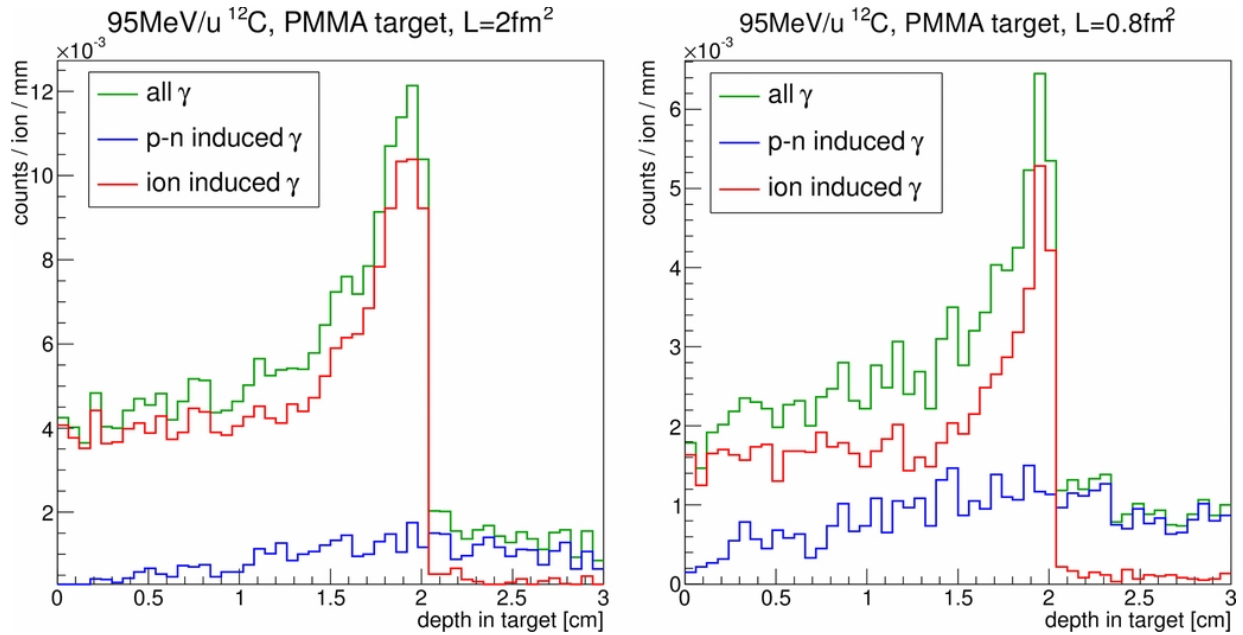 95MeV/u ¹²C, PMMA target, L=2fm²
×10⁻³
counts / ion / mm
12
10
8
6
4
2
all γ
p-n induced γ
ion induced γ
0 0.5 1 1.5 2 2.5 3
depth in target [cm]
95MeV/u ¹²C, PMMA target, L=0.8fm²
×10⁻³
counts / ion / mm
6
5
4
3
2
1
0
all γ
p-n induced γ
ion induced γ
0 0.5 1 1.5 2 2.5 3
depth in target [cm]